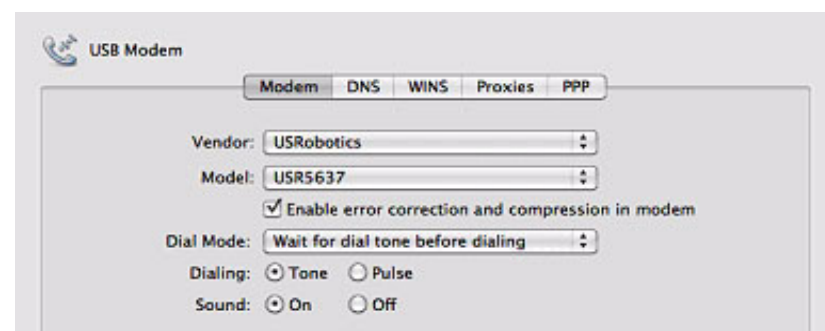 USB Modem
Modem DNS WINS Proxies PPP
Vendor: USRobotics
Model: USR5637
Enable error correction and compression in modem
Dial Mode: Wait for dial tone before dialing
Dialing: Tone Pulse
Sound: On Off